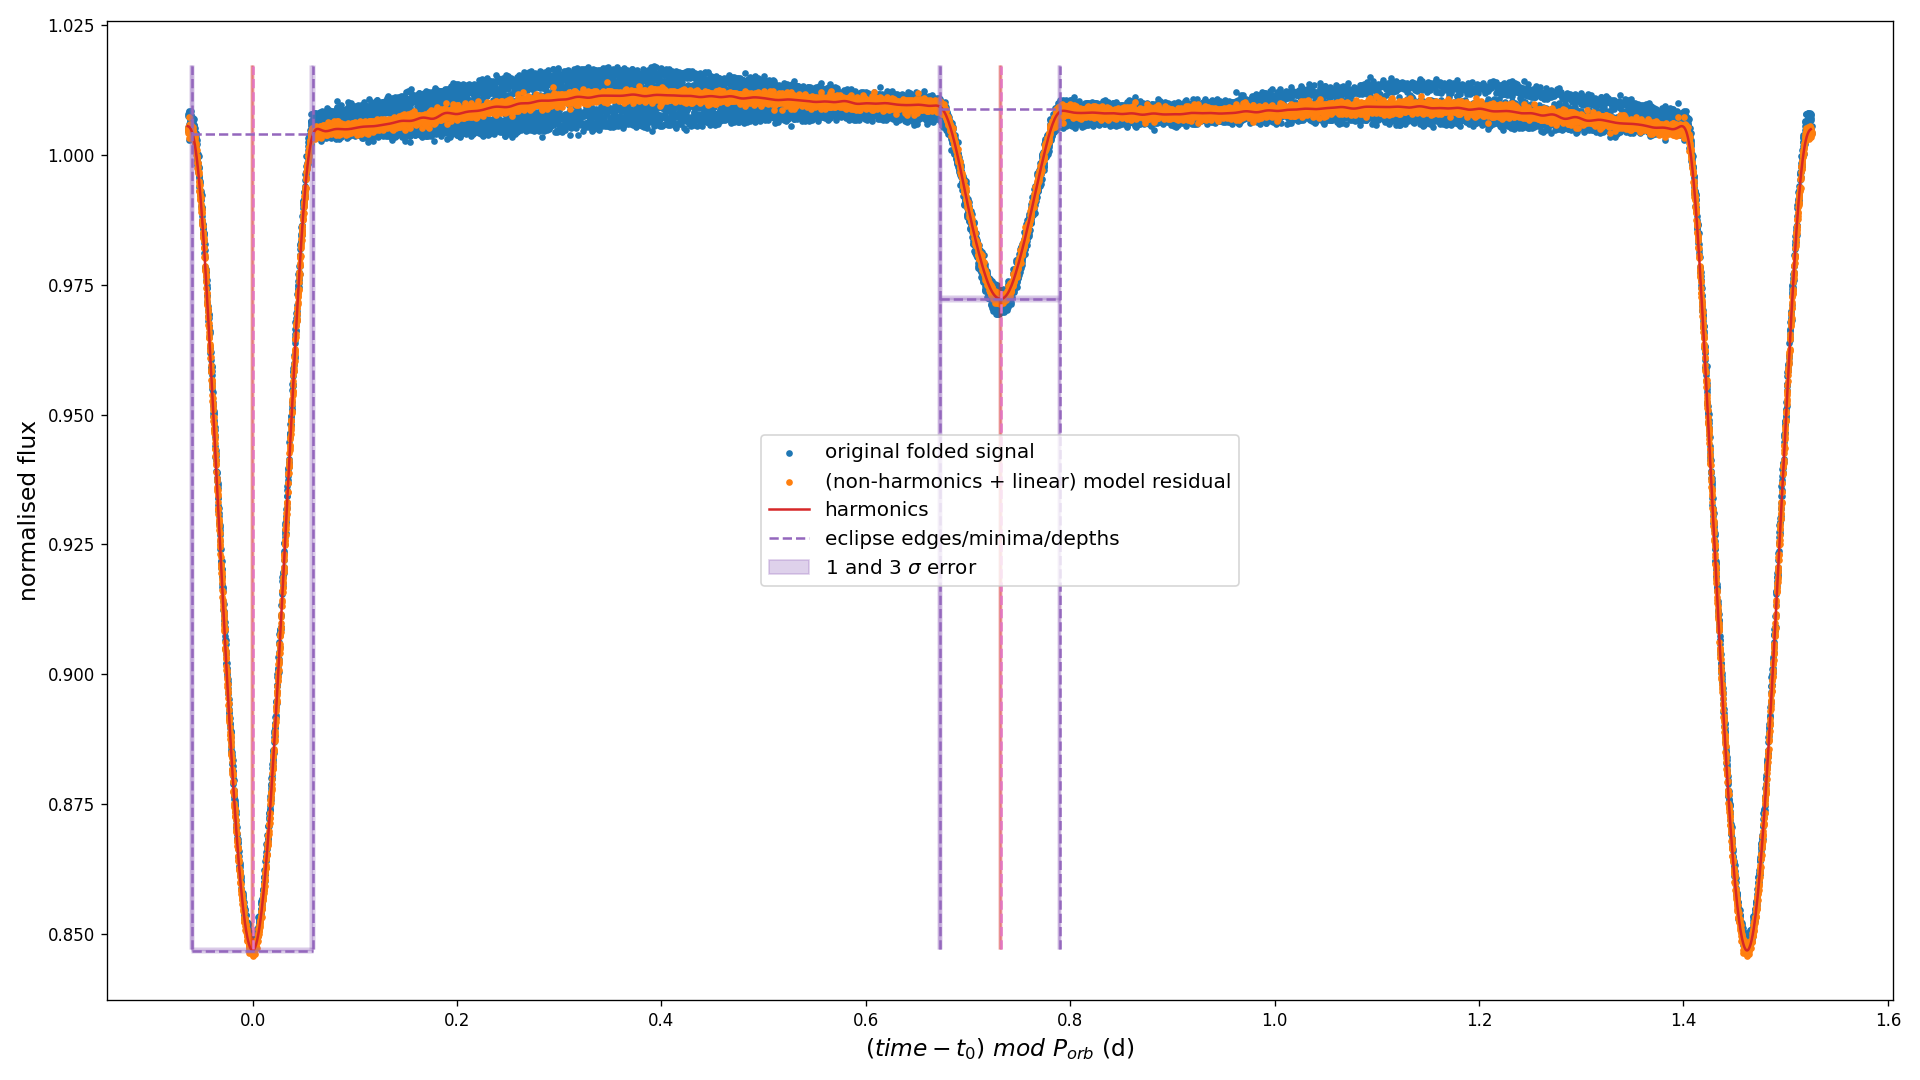 1.025
1.000
0.975
0.950
0.925
0.900
0.875
0.850
normalised flux
original folded signal
(non-harmonics + linear) model residual
harmonics
eclipse edges/minima/depths
1 and 3 σ error
0.0 0.2 0.4 0.6 0.8 1.0 1.2 1.4 1.6
(time − t₀) mod Pₒᵣᵦ (d)